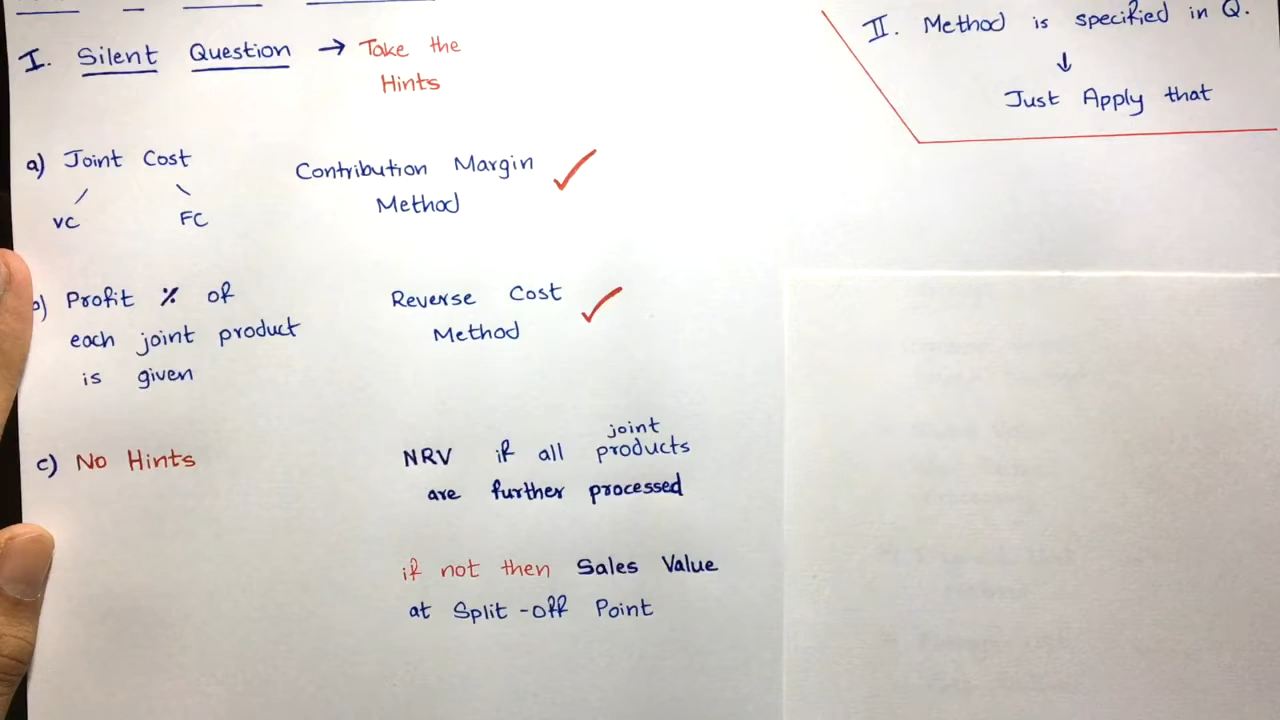 I. Silent Question → Take the
Hints
a) Joint Cost
VC FC
Contribution Margin
Method
b) Profit % of
each joint product
is given
Reverse Cost
Method
c) No Hints
NRV if all joint products
are further processed
if not then Sales Value
at Split-off Point
II. Method is specified in Q.
↓
Just Apply that